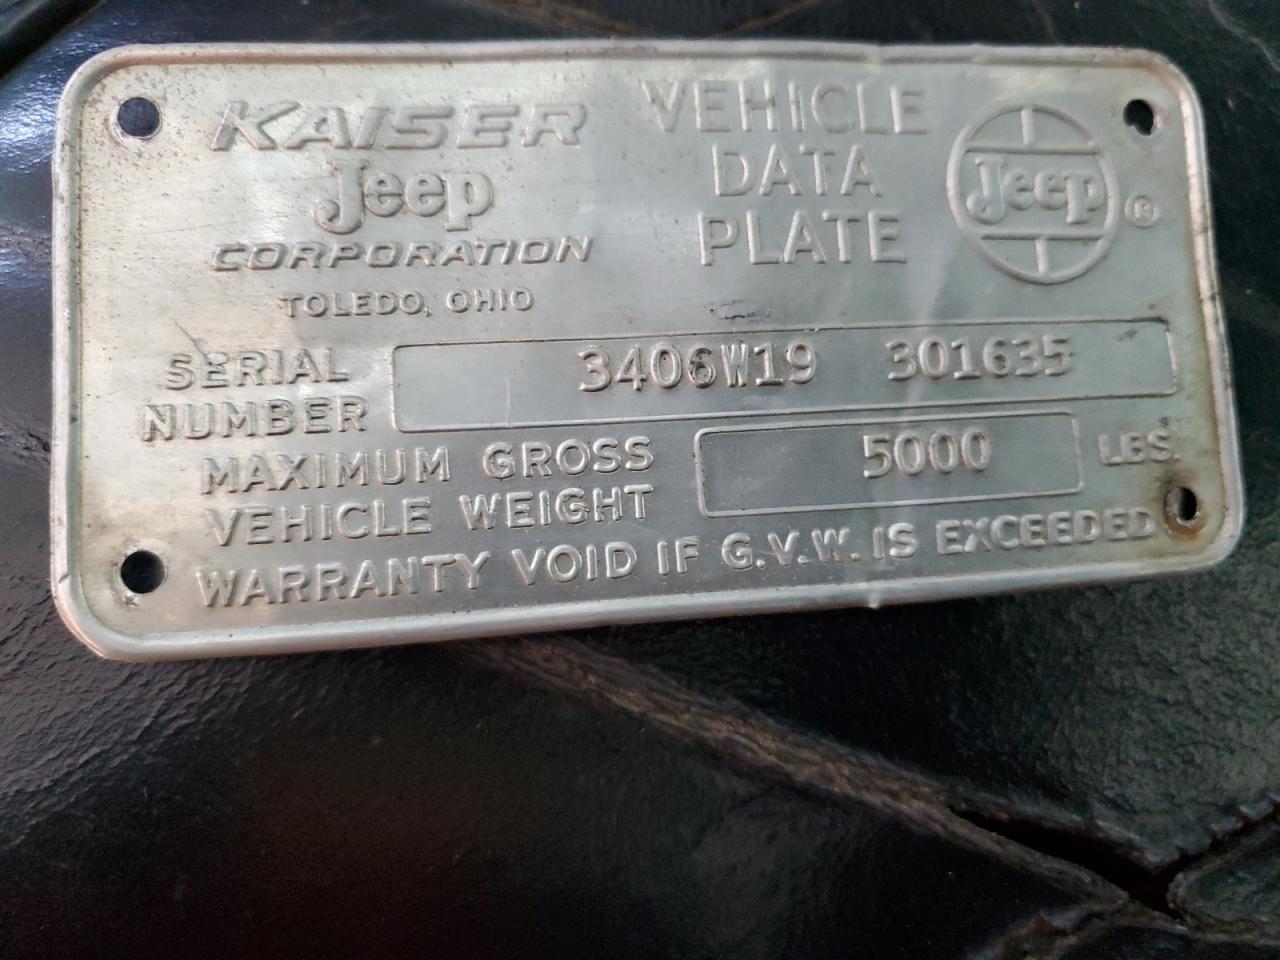 KAISER
Jeep
CORPORATION
TOLEDO, OHIO
VEHICLE
DATA
PLATE
Jeep ®
SERIAL
NUMBER
3406W19 301635
MAXIMUM GROSS
VEHICLE WEIGHT
5000 LBS.
WARRANTY VOID IF G.V.W. IS EXCEEDED